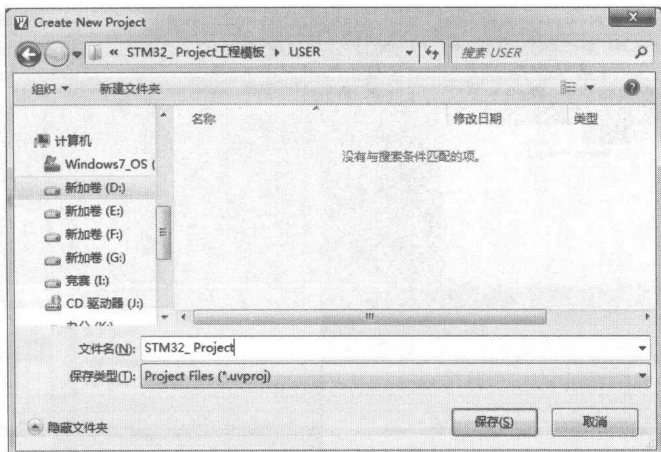 Create New Project
« STM32_ Project工程模板 ▸ USER
搜索 USER
组织 ▾ 新建文件夹
名称 修改日期 类型
没有与搜索条件匹配的项。
计算机
Windows7_OS (
新加卷 (D:)
新加卷 (E:)
新加卷 (F:)
新加卷 (G:)
竞赛 (I:)
CD 驱动器 (J:)
文件名(N): STM32_ Project
保存类型(T): Project Files (*.uvproj)
隐藏文件夹 保存(S) 取消